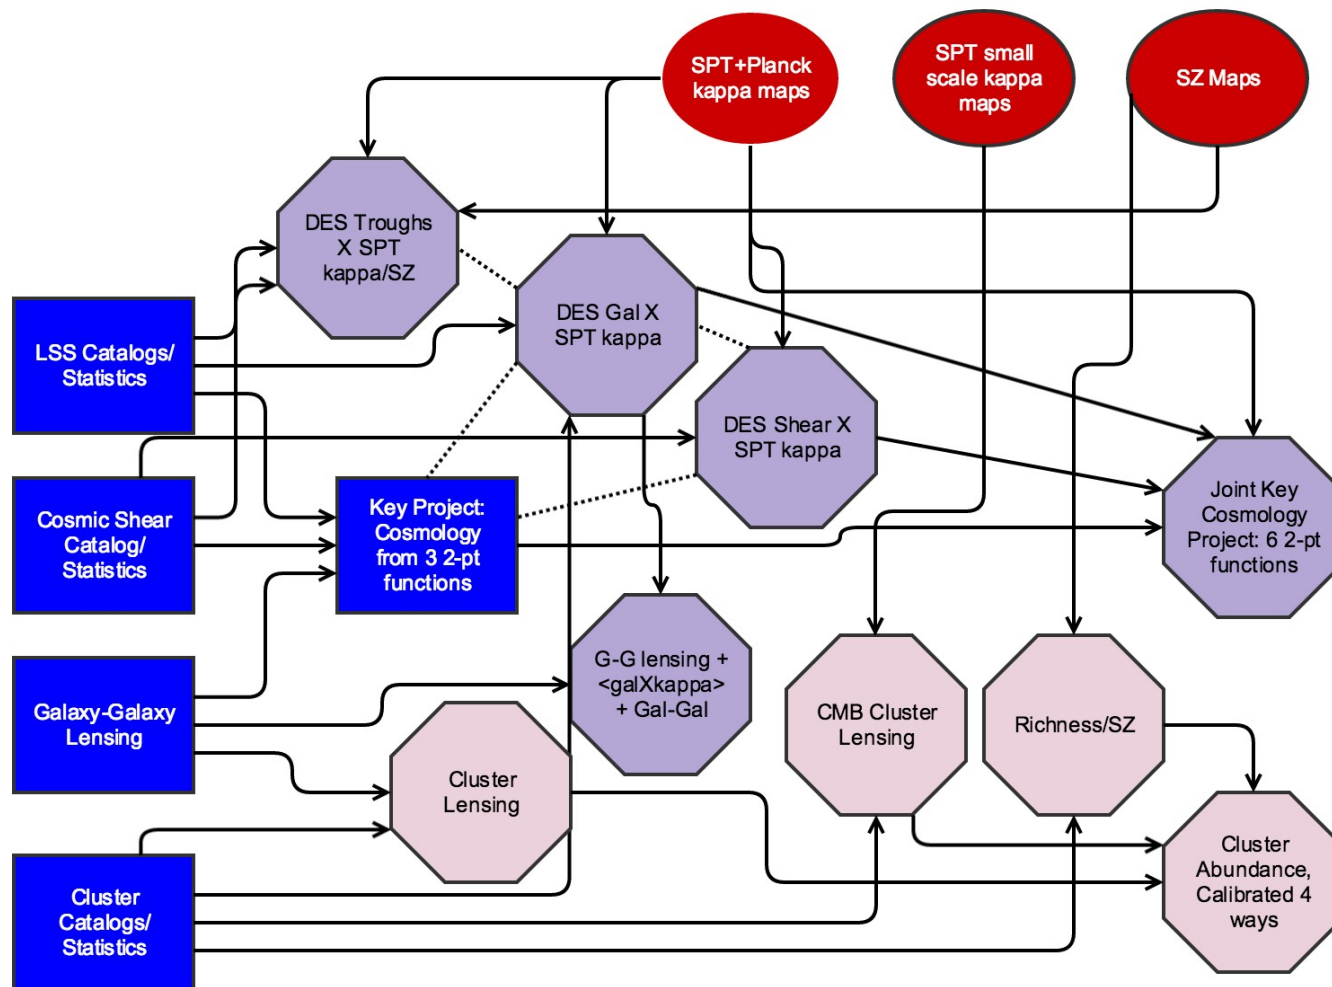 SPT+Planck
kappa maps
SPT small
scale kappa
maps
SZ Maps
DES Troughs
X SPT
kappa/SZ
DES Gal X
SPT kappa
LSS Catalogs/
Statistics
DES Shear X
SPT kappa
Cosmic Shear
Catalog/
Statistics
Key Project:
Cosmology
from 3 2-pt
functions
Joint Key
Cosmology
Project: 6 2-pt
functions
Galaxy-Galaxy
Lensing
G-G lensing +
<galXkappa>
+ Gal-Gal
CMB Cluster
Lensing
Richness/SZ
Cluster
Lensing
Cluster
Catalogs/
Statistics
Cluster
Abundance,
Calibrated 4
ways